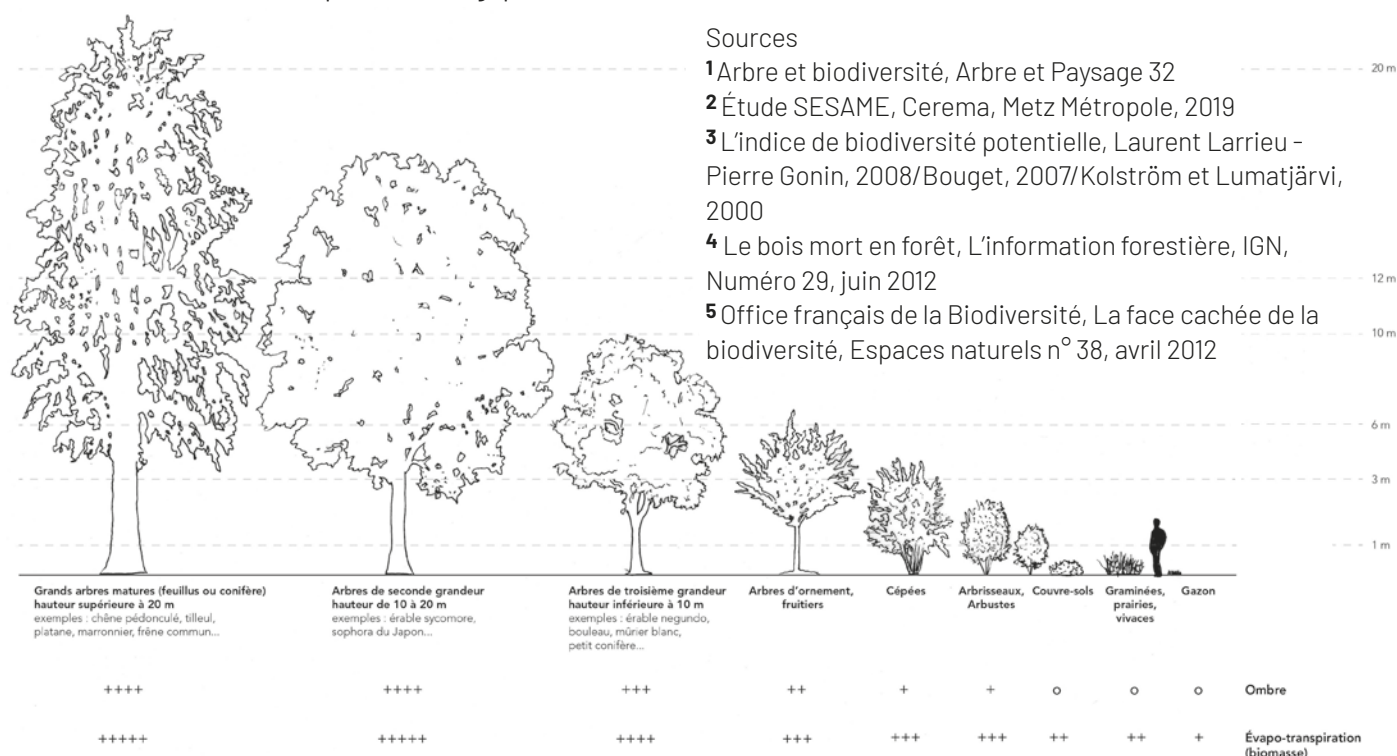 Sources
1 Arbre et biodiversité, Arbre et Paysage 32
2 Étude SESAME, Cerema, Metz Métropole, 2019
3 L'indice de biodiversité potentielle, Laurent Larrieu -
Pierre Gonin, 2008/Bouget, 2007/Kolström et Lumatjärvi,
2000
4 Le bois mort en forêt, L'information forestière, IGN,
Numéro 29, juin 2012
5 Office français de la Biodiversité, La face cachée de la
biodiversité, Espaces naturels n° 38, avril 2012
20 m
12 m
10 m
6 m
3 m
1 m
Grands arbres matures (feuillus ou conifère)
hauteur supérieure à 20 m
exemples : chêne pédonculé, tilleul,
platane, marronnier, frêne commun...
Arbres de seconde grandeur
hauteur de 10 à 20 m
exemples : érable sycomore,
sophora du Japon...
Arbres de troisième grandeur
hauteur inférieure à 10 m
exemples : érable negundo,
bouleau, mûrier blanc,
petit conifère...
Arbres d'ornement,
fruitiers
Cépées
Arbrisseaux,
Arbustes
Couvre-sols
Graminées,
prairies,
vivaces
Gazon
++++ ++++ +++ ++ + + o o o Ombre
+++++ +++++ ++++ +++ +++ +++ ++ ++ + Évapo-transpiration
(biomasse)